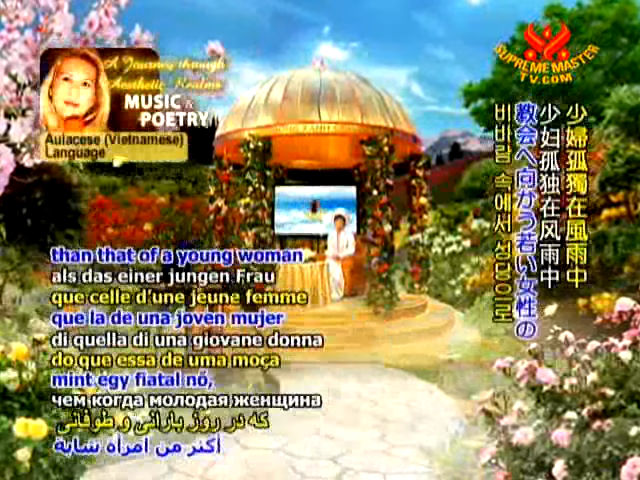 SUPREME MASTER
TV.COM
A Journey through
Aesthetic Realms
MUSIC &
POETRY
Aulacese (Vietnamese)
Language
少婦孤獨在風雨中
少妇孤独在风雨中
教会へ向かう若い女性の
비바람 속에서 성당으로
than that of a young woman
als das einer jungen Frau
que celle d'une jeune femme
que la de una joven mujer
di quella di una giovane donna
do que essa de uma moça
mint egy fiatal nő,
чем когда молодая женщина
که در روز بارانی و طوفانی
أكثر من امرأة شابة